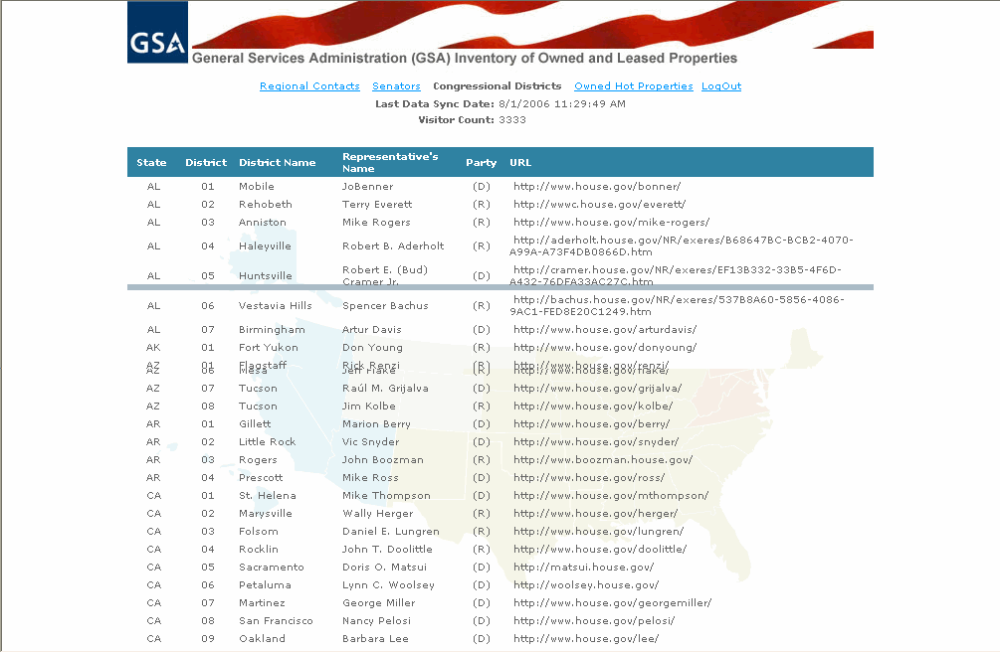 GSA
General Services Administration (GSA) Inventory of Owned and Leased Properties
Regional Contacts Senators Congressional Districts Owned Hot Properties LogOut
Last Data Sync Date: 8/1/2006 11:29:49 AM
Visitor Count: 3333
State District District Name Representative's Name Party URL
AL 01 Mobile JoBenner (D) http://www.house.gov/bonner/
AL 02 Rehobeth Terry Everett (R) http://wwwc.house.gov/everett/
AL 03 Anniston Mike Rogers (R) http://www.house.gov/mike-rogers/
AL 04 Haleyville Robert B. Aderholt (R) http://aderholt.house.gov/NR/exeres/B68647BC-BCB2-4070-
A99A-A73F4DB0866D.htm
AL 05 Huntsville Robert E. (Bud) Cramer Jr. (D) http://cramer.house.gov/NR/exeres/EF13B332-33B5-4F6D-
A432-76DFA33AC27C.htm
AL 06 Vestavia Hills Spencer Bachus (R) http://bachus.house.gov/NR/exeres/537B8A60-5856-4086-
9AC1-FED8E20C1249.htm
AL 07 Birmingham Artur Davis (D) http://www.house.gov/arturdavis/
AK 01 Fort Yukon Don Young (R) http://www.house.gov/donyoung/
AZ 01 Flagstaff Rick Renzi (R) http://www.house.gov/renzi/
AZ Mesa Jeff Flake http://www.house.gov/flake/
AZ 07 Tucson Raúl M. Grijalva (D) http://www.house.gov/grijalva/
AZ 08 Tucson Jim Kolbe (R) http://www.house.gov/kolbe/
AR 01 Gillett Marion Berry (D) http://www.house.gov/berry/
AR 02 Little Rock Vic Snyder (D) http://www.house.gov/snyder/
AR 03 Rogers John Boozman (R) http://www.boozman.house.gov/
AR 04 Prescott Mike Ross (D) http://www.house.gov/ross/
CA 01 St. Helena Mike Thompson (D) http://www.house.gov/mthompson/
CA 02 Marysville Wally Herger (R) http://www.house.gov/herger/
CA 03 Folsom Daniel E. Lungren (R) http://www.house.gov/lungren/
CA 04 Rocklin John T. Doolittle (R) http://www.house.gov/doolittle/
CA 05 Sacramento Doris O. Matsui (D) http://matsui.house.gov/
CA 06 Petaluma Lynn C. Woolsey (D) http://woolsey.house.gov/
CA 07 Martinez George Miller (D) http://www.house.gov/georgemiller/
CA 08 San Francisco Nancy Pelosi (D) http://www.house.gov/pelosi/
CA 09 Oakland Barbara Lee (D) http://www.house.gov/lee/